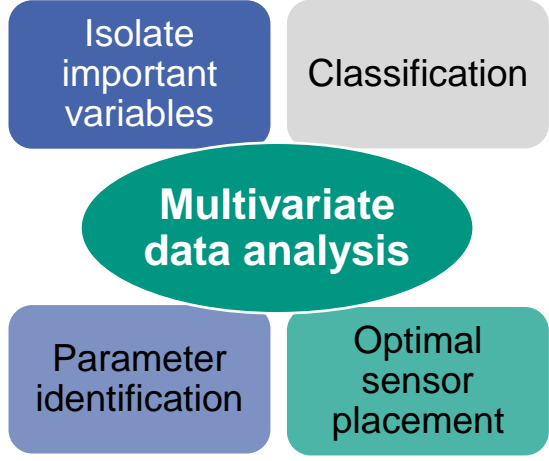 Isolate
important
variables
Classification
Multivariate
data analysis
Parameter
identification
Optimal
sensor
placement